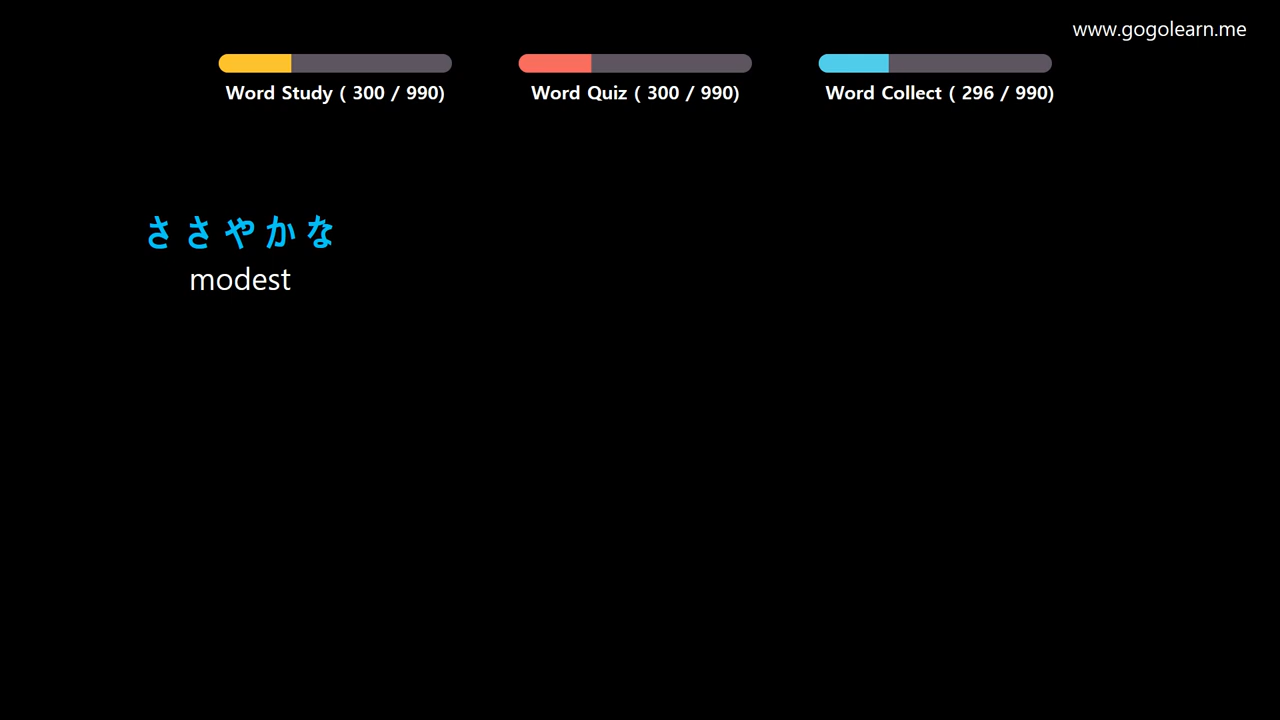 www.gogolearn.me
Word Study ( 300 / 990)
Word Quiz ( 300 / 990)
Word Collect ( 296 / 990)
ささやかな
modest